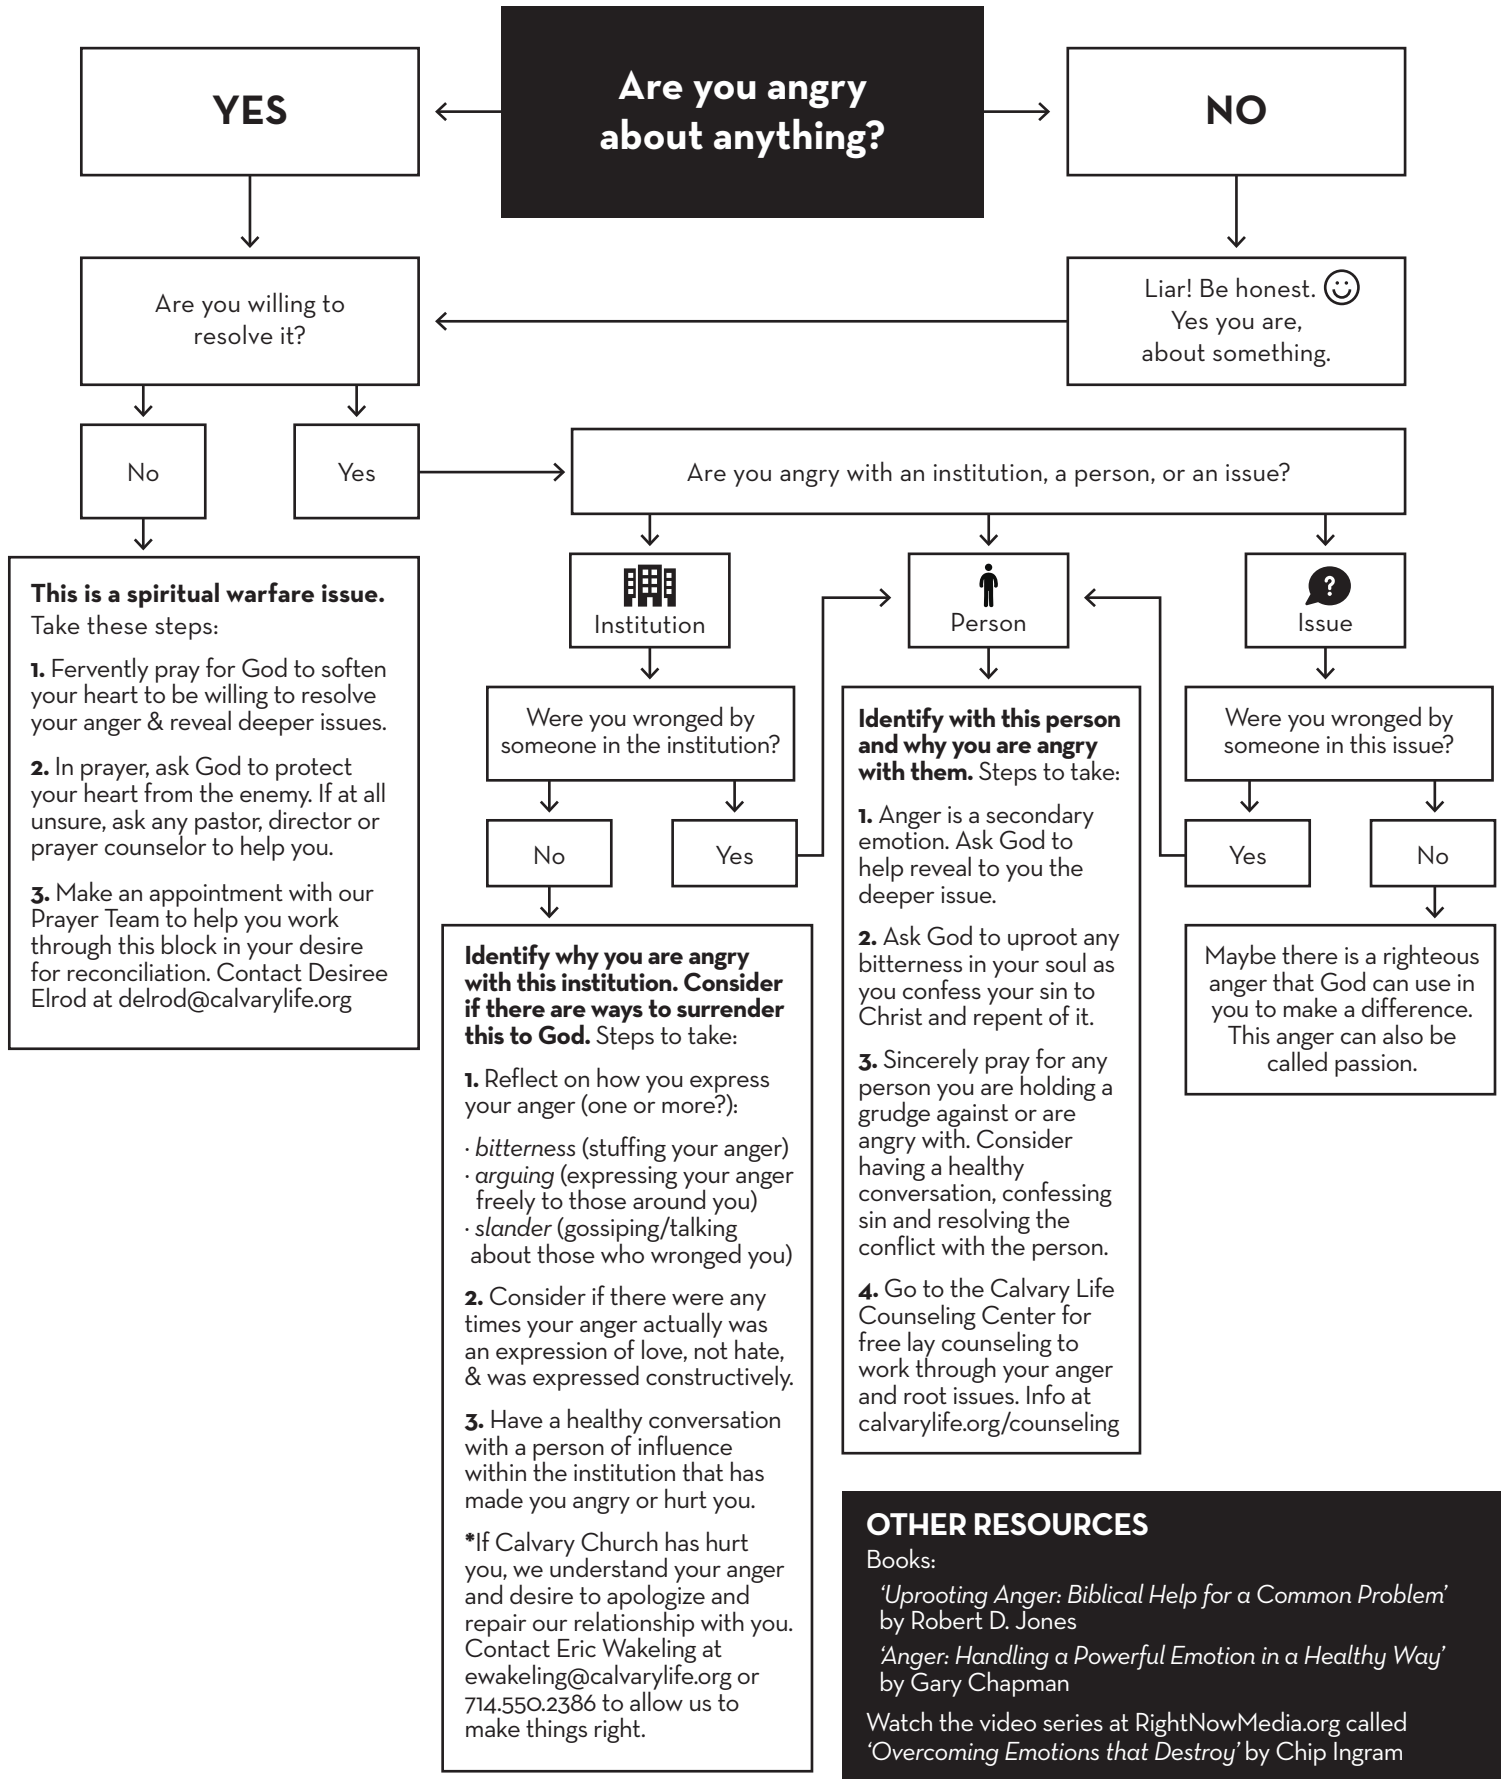 Are you angry
about anything?
YES
NO
Are you willing to
resolve it?
Liar! Be honest.
Yes you are,
about something.
No
Yes
Are you angry with an institution, a person, or an issue?
This is a spiritual warfare issue.
Take these steps:
1. Fervently pray for God to soften
your heart to be willing to resolve
your anger & reveal deeper issues.
2. In prayer, ask God to protect
your heart from the enemy. If at all
unsure, ask any pastor, director or
prayer counselor to help you.
3. Make an appointment with our
Prayer Team to help you work
through this block in your desire
for reconciliation. Contact Desiree
Elrod at delrod@calvarylife.org
Institution
Person
?
Issue
Were you wronged by
someone in the institution?
No
Yes
Identify why you are angry
with this institution. Consider
if there are ways to surrender
this to God. Steps to take:
1. Reflect on how you express
your anger (one or more?):
· bitterness (stuffing your anger)
· arguing (expressing your anger
freely to those around you)
· slander (gossiping/talking
about those who wronged you)
2. Consider if there were any
times your anger actually was
an expression of love, not hate,
& was expressed constructively.
3. Have a healthy conversation
with a person of influence
within the institution that has
made you angry or hurt you.
*If Calvary Church has hurt
you, we understand your anger
and desire to apologize and
repair our relationship with you.
Contact Eric Wakeling at
ewakeling@calvarylife.org or
714.550.2386 to allow us to
make things right.
Identify with this person
and why you are angry
with them. Steps to take:
1. Anger is a secondary
emotion. Ask God to
help reveal to you the
deeper issue.
2. Ask God to uproot any
bitterness in your soul as
you confess your sin to
Christ and repent of it.
3. Sincerely pray for any
person you are holding a
grudge against or are
angry with. Consider
having a healthy
conversation, confessing
sin and resolving the
conflict with the person.
4. Go to the Calvary Life
Counseling Center for
free lay counseling to
work through your anger
and root issues. Info at
calvarylife.org/counseling
Were you wronged by
someone in this issue?
Yes
No
Maybe there is a righteous
anger that God can use in
you to make a difference.
This anger can also be
called passion.
OTHER RESOURCES
Books:
‘Uprooting Anger: Biblical Help for a Common Problem’
by Robert D. Jones
‘Anger: Handling a Powerful Emotion in a Healthy Way’
by Gary Chapman
Watch the video series at RightNowMedia.org called
‘Overcoming Emotions that Destroy’ by Chip Ingram